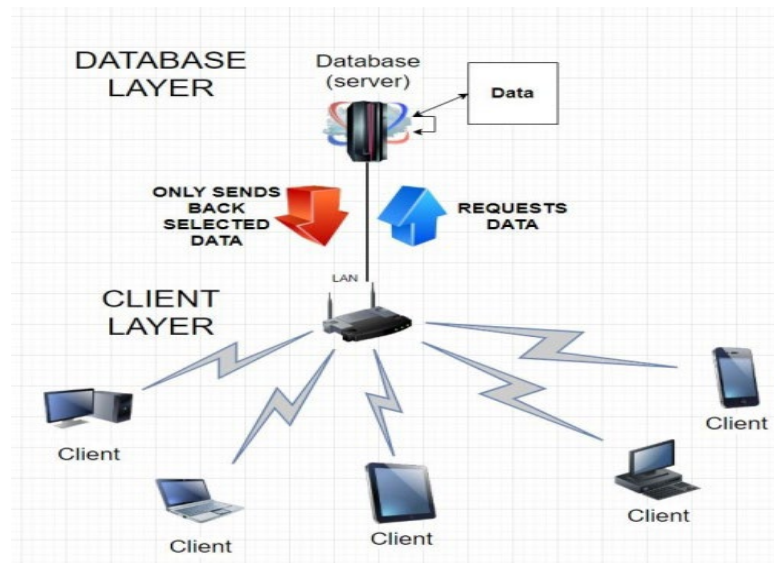 DATABASE
LAYER
Database
(server)
Data
ONLY SENDS
BACK
SELECTED
DATA
REQUESTS
DATA
LAN
CLIENT
LAYER
Client
Client
Client
Client
Client